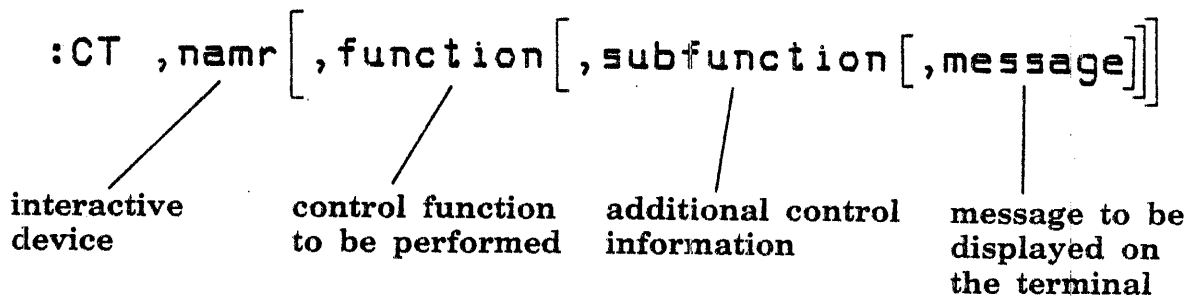 :CT ,namr[,function[,subfunction[,message]]]
interactive
device
control function
to be performed
additional control
information
message to be
displayed on
the terminal